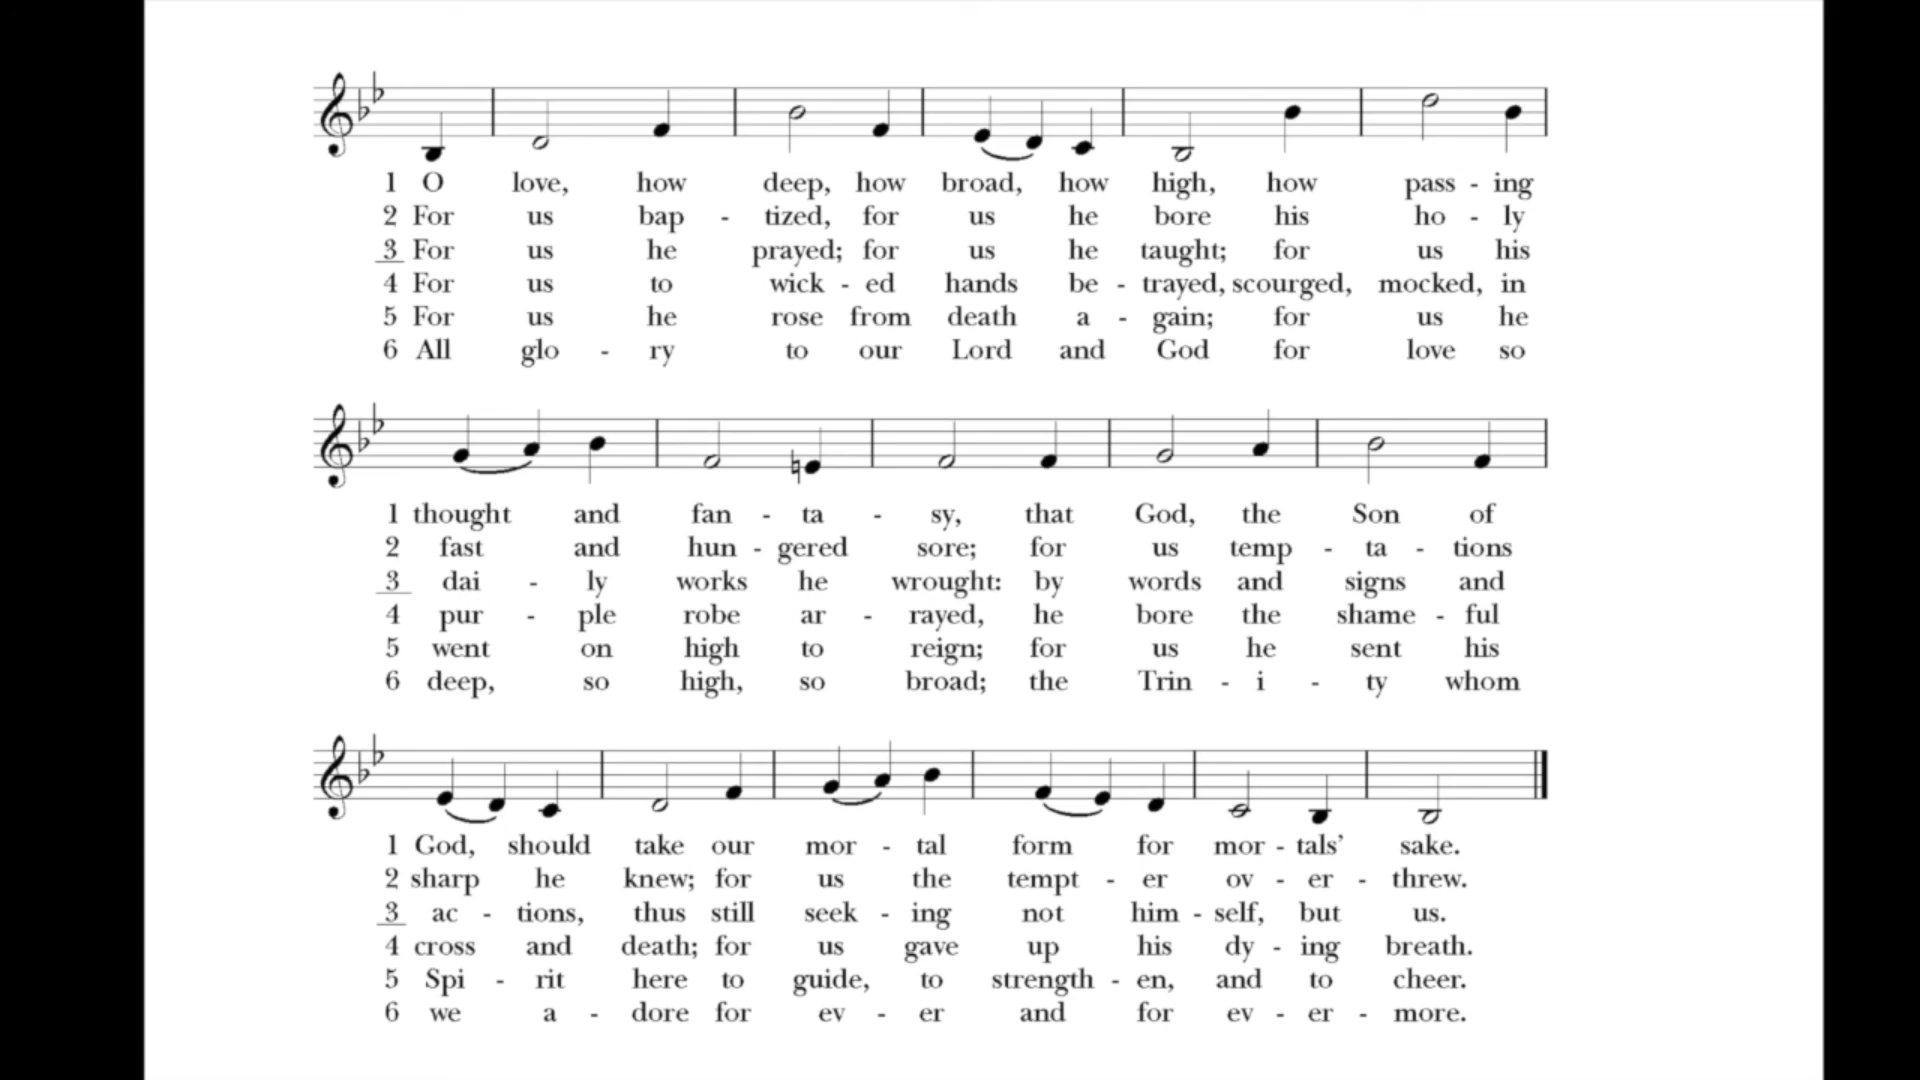 1 O love, how deep, how broad, how high, how pass - ing
2 For us bap - tized, for us he bore his ho - ly
3 For us he prayed; for us he taught; for us his
4 For us to wick - ed hands be - trayed, scourged, mocked, in
5 For us he rose from death a - gain; for us he
6 All glo - ry to our Lord and God for love so
1 thought and fan - ta - sy, that God, the Son of
2 fast and hun - gered sore; for us temp - ta - tions
3 dai - ly works he wrought: by words and signs and
4 pur - ple robe ar - rayed, he bore the shame - ful
5 went on high to reign; for us he sent his
6 deep, so high, so broad; the Trin - i - ty whom
1 God, should take our mor - tal form for mor - tals’ sake.
2 sharp he knew; for us the tempt - er ov - er - threw.
3 ac - tions, thus still seek - ing not him - self, but us.
4 cross and death; for us gave up his dy - ing breath.
5 Spi - rit here to guide, to strength - en, and to cheer.
6 we a - dore for ev - er and for ev - er - more.